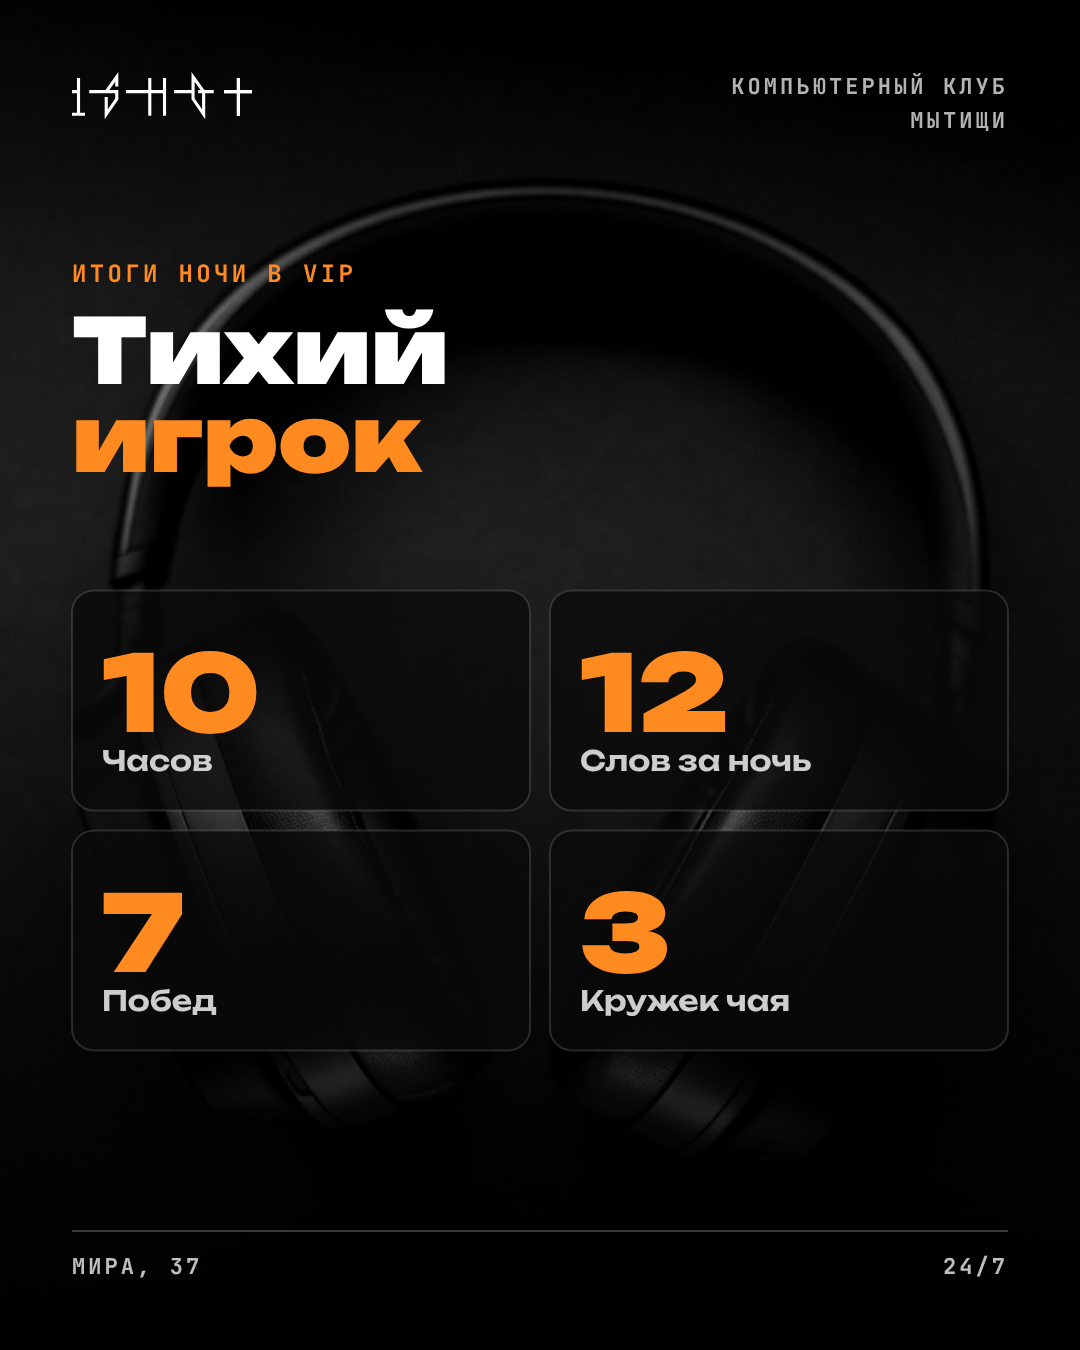 1SHOT
КОМПЬЮТЕРНЫЙ КЛУБ
МЫТИЩИ
ИТОГИ НОЧИ В VIP
Тихий
игрок
10
Часов
12
Слов за ночь
7
Побед
3
Кружек чая
МИРА, 37
24/7